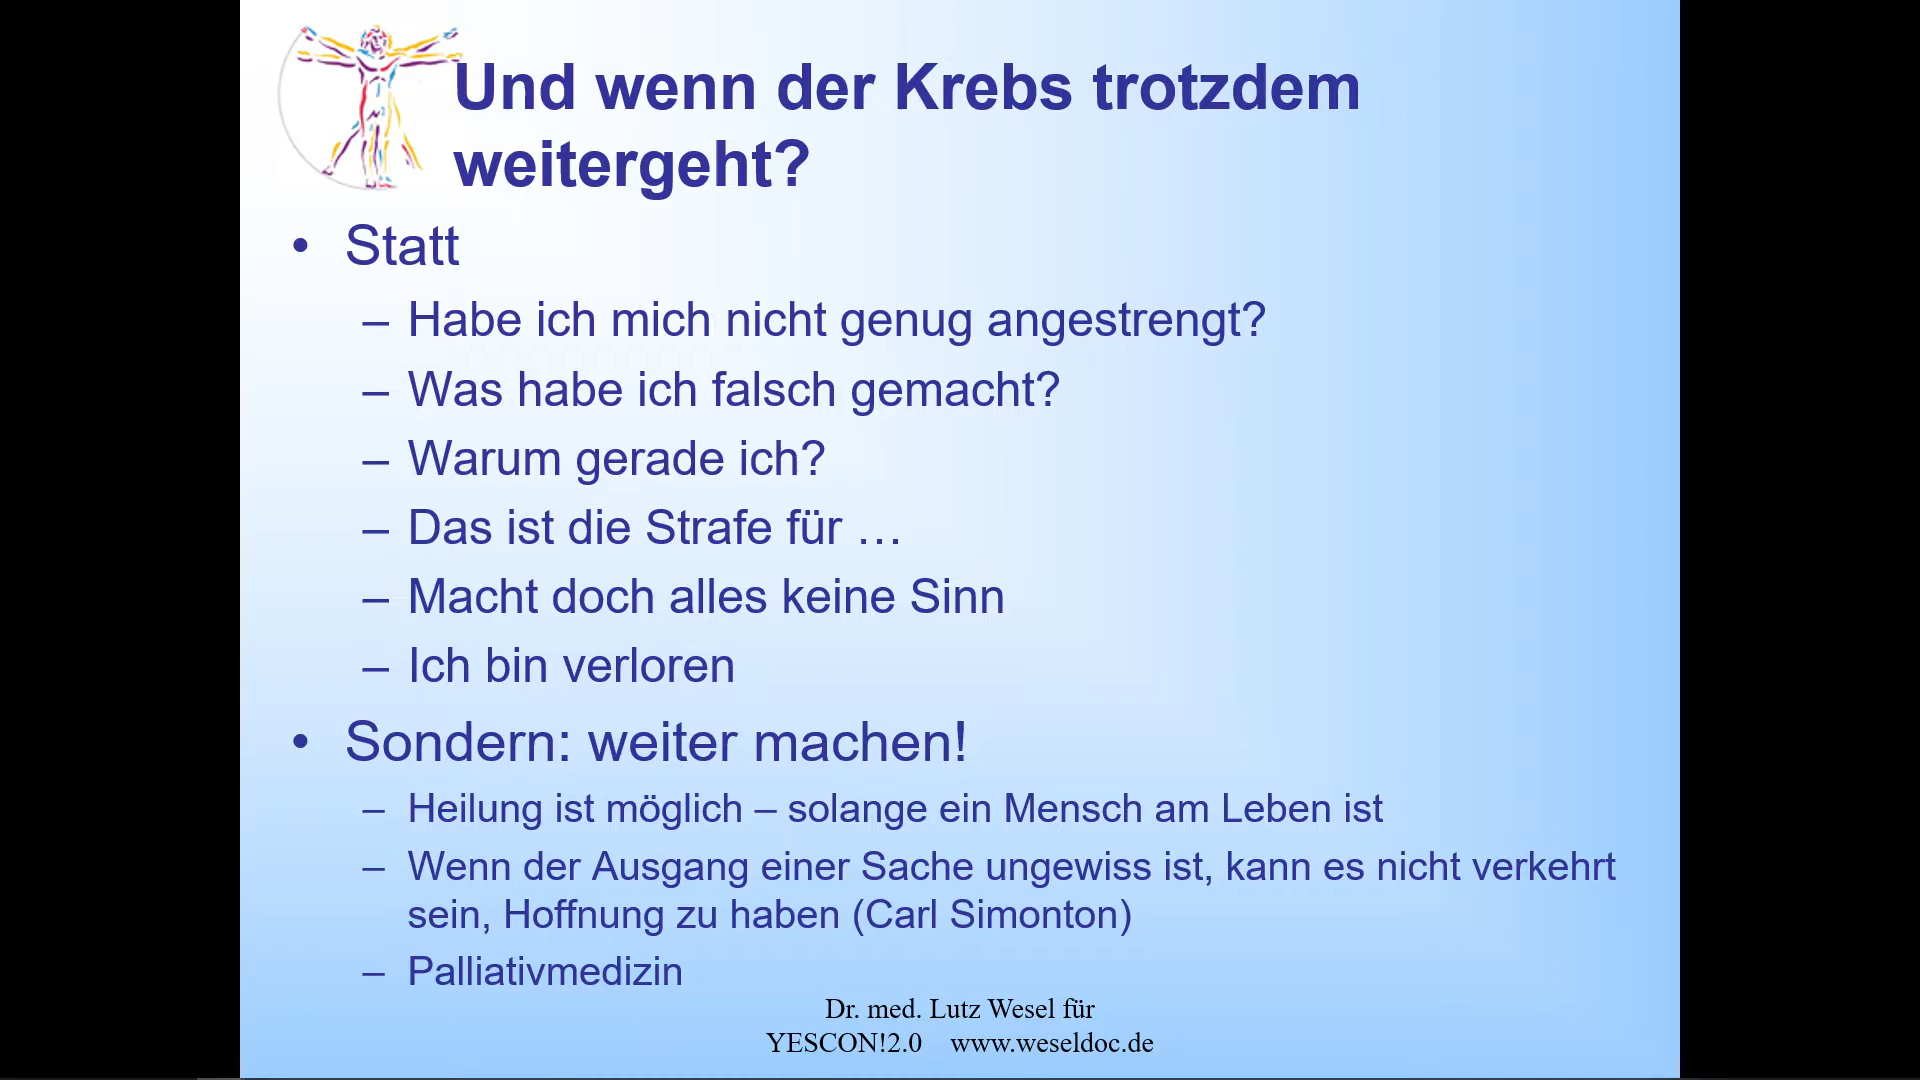 Und wenn der Krebs trotzdem
weitergeht?
• Statt
– Habe ich mich nicht genug angestrengt?
– Was habe ich falsch gemacht?
– Warum gerade ich?
– Das ist die Strafe für …
– Macht doch alles keine Sinn
– Ich bin verloren
• Sondern: weiter machen!
– Heilung ist möglich – solange ein Mensch am Leben ist
– Wenn der Ausgang einer Sache ungewiss ist, kann es nicht verkehrt
sein, Hoffnung zu haben (Carl Simonton)
– Palliativmedizin
Dr. med. Lutz Wesel für
YESCON!2.0 www.weseldoc.de